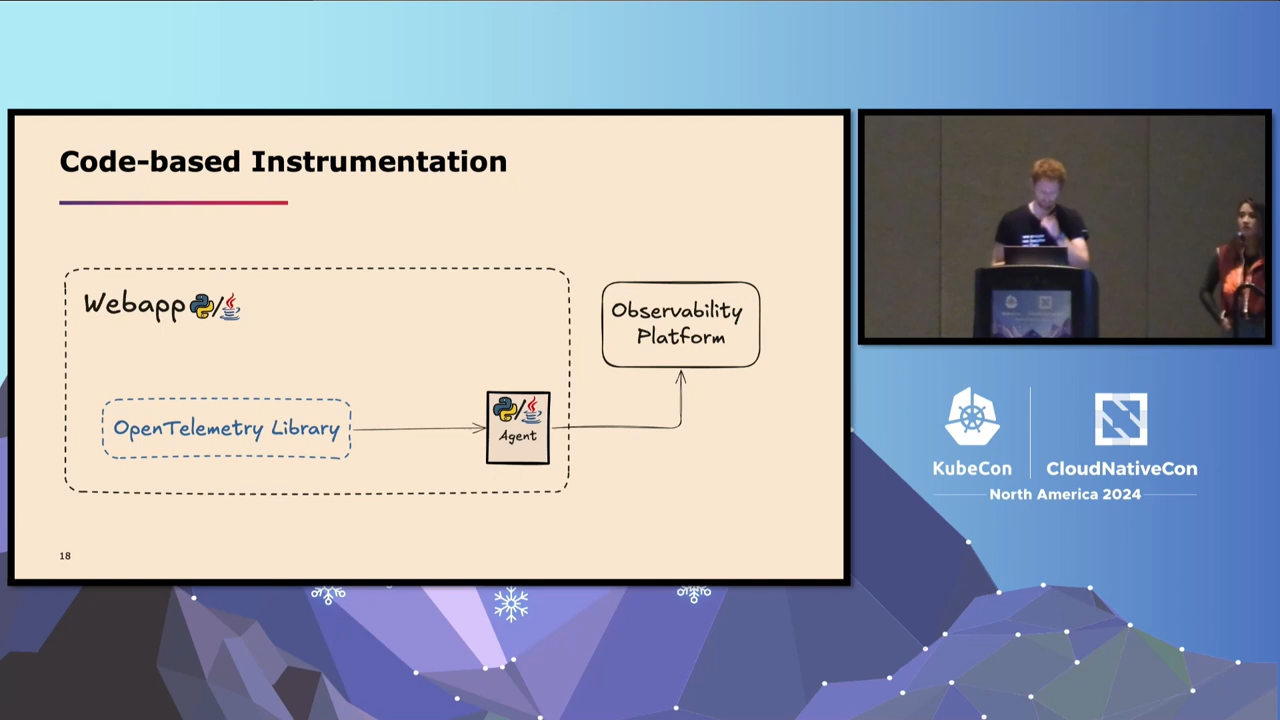 Code-based Instrumentation
Webapp /
Observability
Platform
OpenTelemetry Library
/
Agent
18
KubeCon
CloudNativeCon
North America 2024